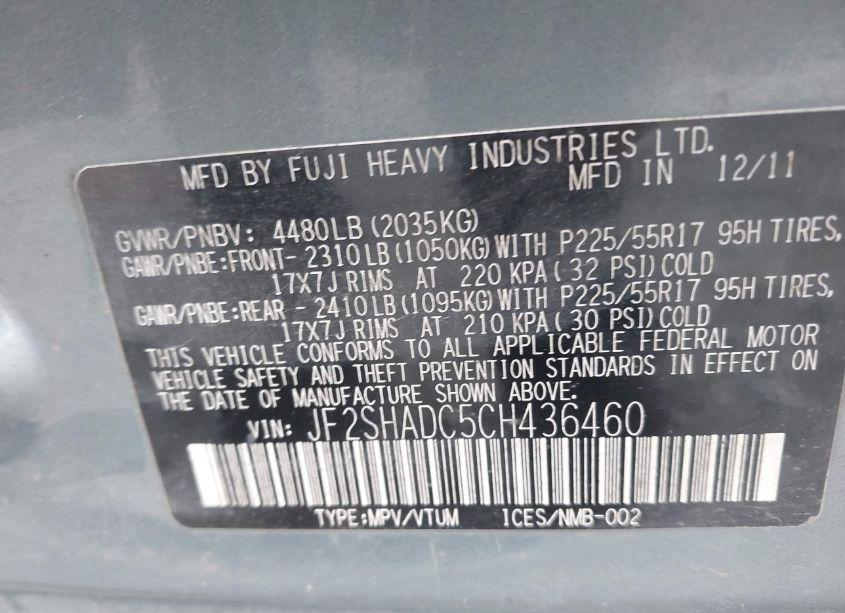 MFD BY FUJI HEAVY INDUSTRIES LTD.
MFD IN 12/11
GVWR/PNBV: 4480LB (2035KG)
GAWR/PNBE:FRONT- 2310LB(1050KG)WITH P225/55R17 95H TIRES,
17X7J RIMS AT 220 KPA( 32 PSI)COLD
GAWR/PNBE:REAR - 2410LB(1095KG)WITH P225/55R17 95H TIRES,
17X7J RIMS AT 210 KPA( 30 PSI)COLD
THIS VEHICLE CONFORMS TO ALL APPLICABLE FEDERAL MOTOR
VEHICLE SAFETY AND THEFT PREVENTION STANDARDS IN EFFECT ON
THE DATE OF MANUFACTURE SHOWN ABOVE.
VIN: JF2SHADC5CH436460
TYPE:MPV/VTUM 1CES/NMB-002